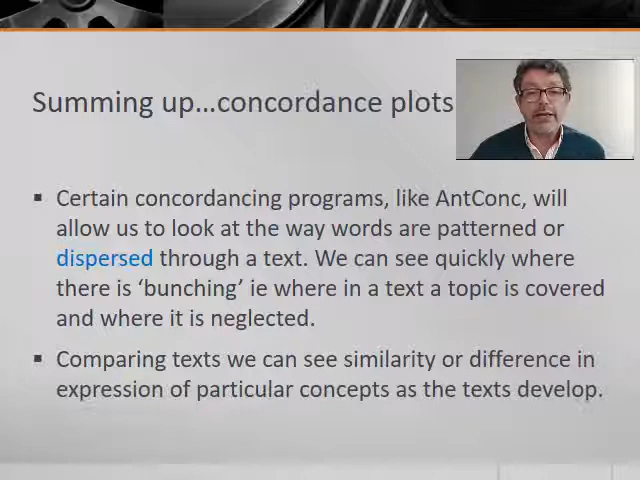 Summing up…concordance plots
▪ Certain concordancing programs, like AntConc, will
allow us to look at the way words are patterned or
dispersed through a text. We can see quickly where
there is ‘bunching’ ie where in a text a topic is covered
and where it is neglected.
▪ Comparing texts we can see similarity or difference in
expression of particular concepts as the texts develop.